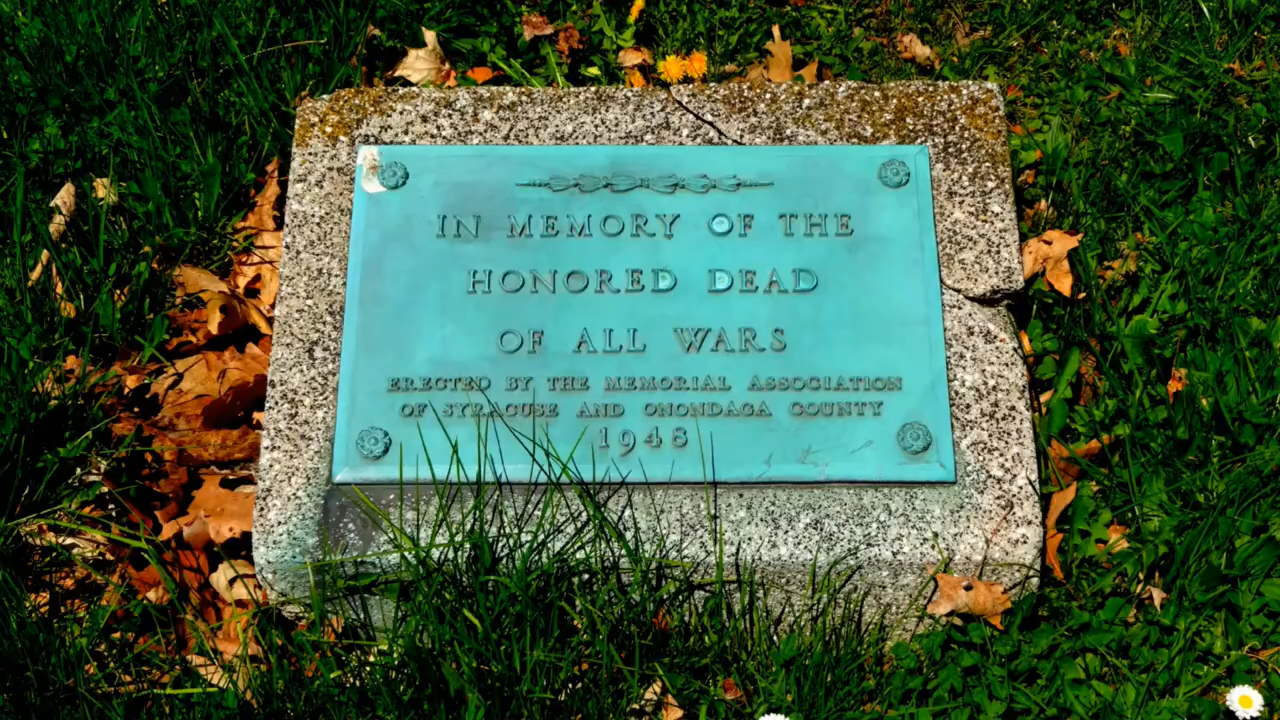 IN MEMORY OF THE
HONORED DEAD
OF ALL WARS
ERECTED BY THE MEMORIAL ASSOCIATION
OF SYRACUSE AND ONONDAGA COUNTY
1948